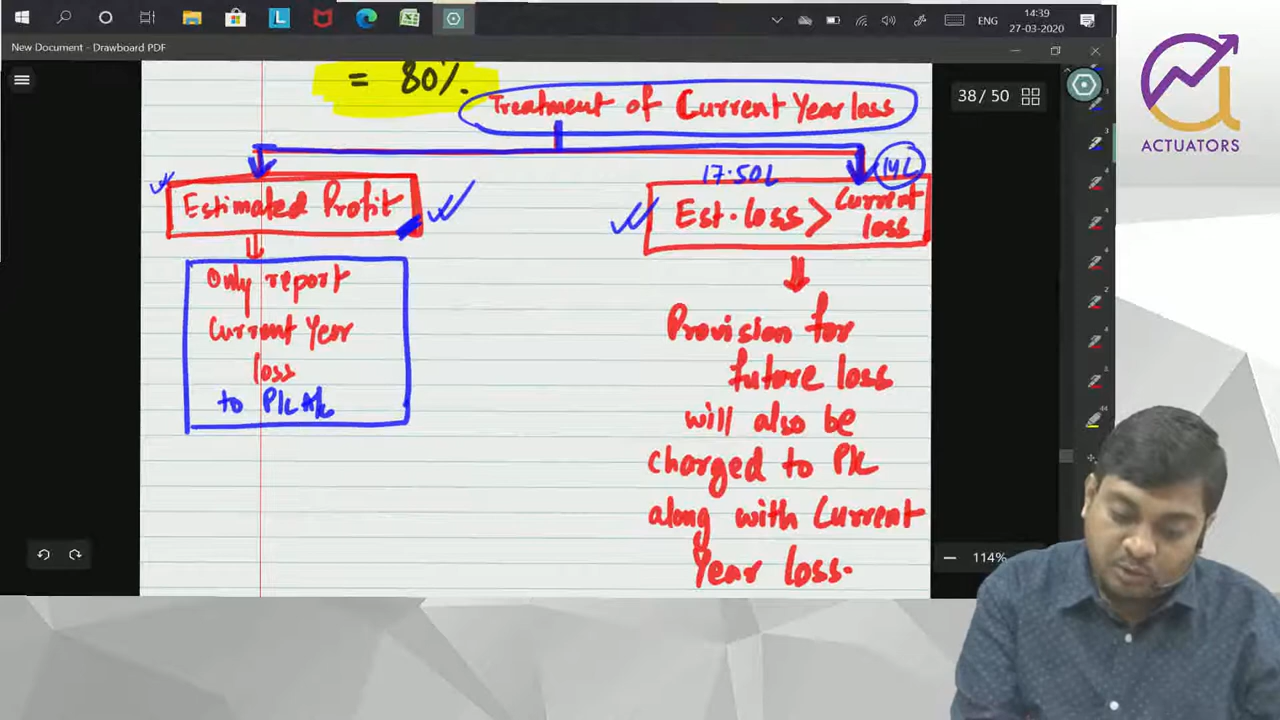 14:39
ENG
27-03-2020
New Document - Drawboard PDF
= 80%.
38 / 50
Treatment of Current Year loss
ACTUATORS
17.50L
14L
Estimated Profit
Est. loss > Current loss
Only report
Current Year
loss
to P/L A/c
Provision for
future loss
will also be
charged to P/L
along with Current
Year loss.
114%